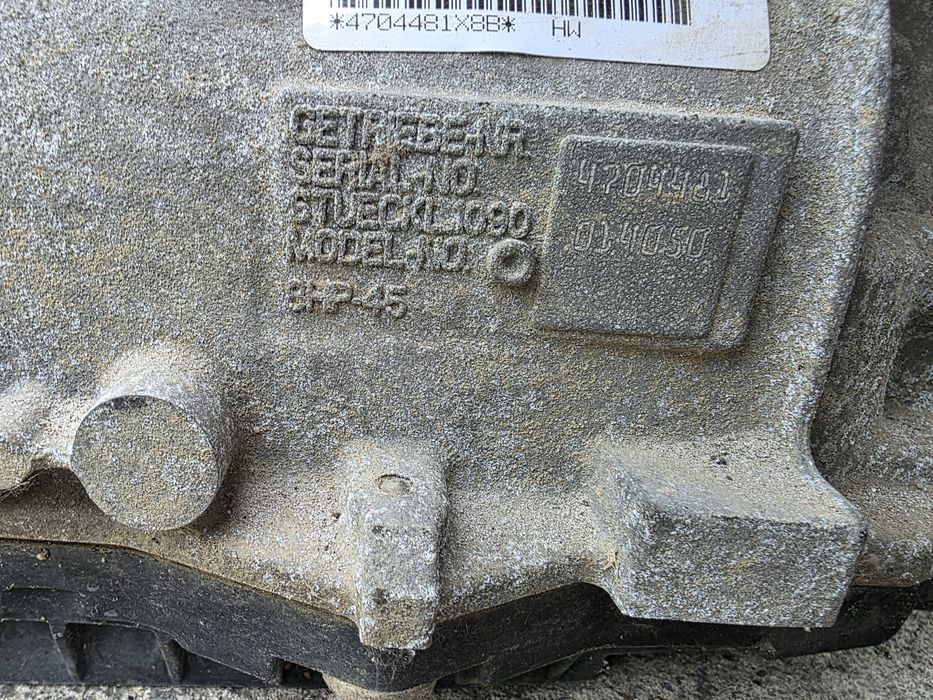 *4704481X8B* HW
GETRIEBE-NR.
SERIAL-NO. 4704481
STUECKL.1090
MODEL-NO. 014050
8HP-45